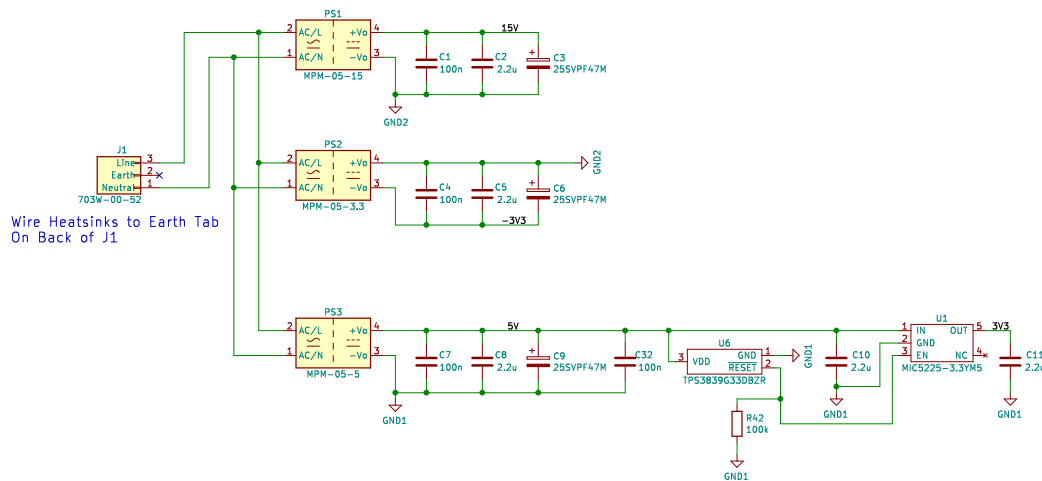 PS1
2 AC/L +Vo 4
1 AC/N -Vo 3
MPM-05-15
15V
C1
100n
C2
2.2u
C3
25SVPF47M
GND2
J1
Line 3
Earth 2
Neutral 1
703W-00-52
Wire Heatsinks to Earth Tab
On Back of J1
PS2
2 AC/L +Vo 4
1 AC/N -Vo 3
MPM-05-3.3
C4
100n
C5
2.2u
C6
25SVPF47M
GND2
-3V3
PS3
2 AC/L +Vo 4
1 AC/N -Vo 3
MPM-05-5
5V
C7
100n
C8
2.2u
C9
25SVPF47M
C32
100n
GND1
U6
3 VDD GND 1
RESET 2
TPS3839G33DBZR
GND1
R42
100k
GND1
C10
2.2u
GND1
U1
1 IN OUT 5
2 GND
3 EN NC 4
MIC5225-3.3YM5
3V3
C11
2.2u
GND1